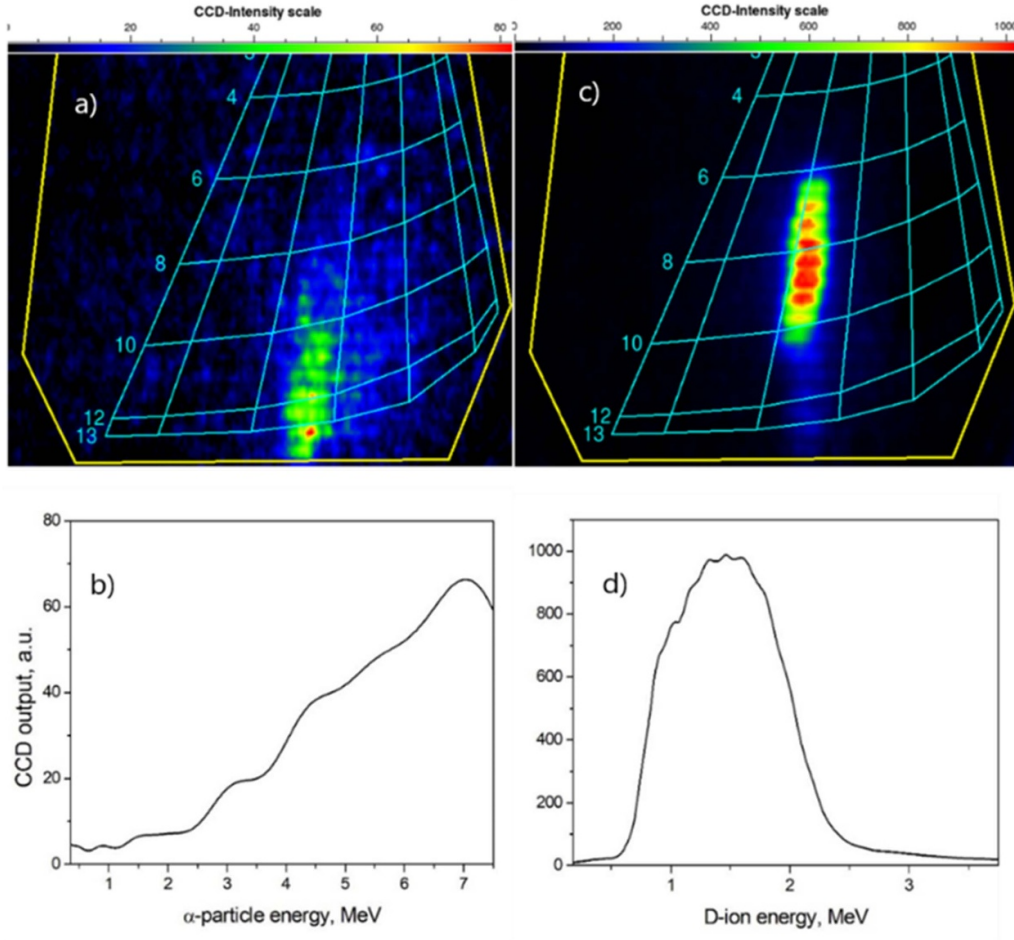 CCD-Intensity scale
20 40 60 80
a)
4
6
8
10
12
13
CCD-Intensity scale
0 200 400 600 800 1000
c)
4
6
8
10
12
13
80
60
40
20
0
CCD output, a.u.
b)
1 2 3 4 5 6 7
α-particle energy, MeV
1000
800
600
400
200
0
d)
1 2 3
D-ion energy, MeV